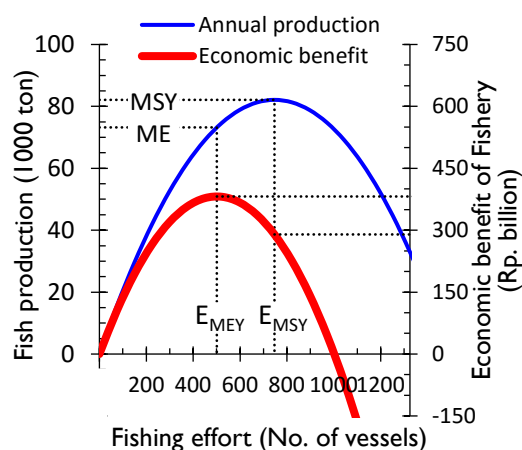 Annual production
Economic benefit
Fish production (1000 ton)
100
80
60
40
20
0
MSY
ME
E_MEY
E_MSY
200
400
600
800
1000
1200
750
600
450
300
150
0
-150
Economic benefit of Fishery
(Rp. billion)
Fishing effort (No. of vessels)